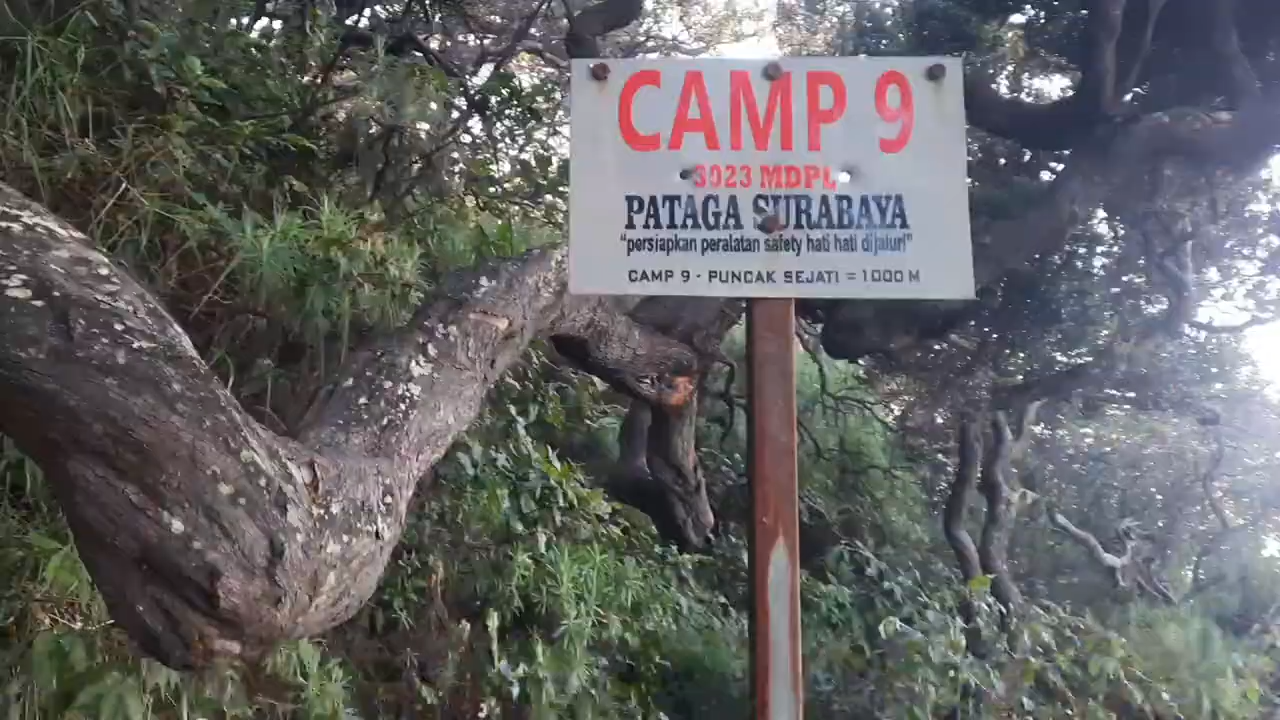 CAMP 9
3023 MDPL
PATAGA SURABAYA
"persiapkan peralatan safety hati hati dijalur!"
CAMP 9 - PUNCAK SEJATI = 1000 M